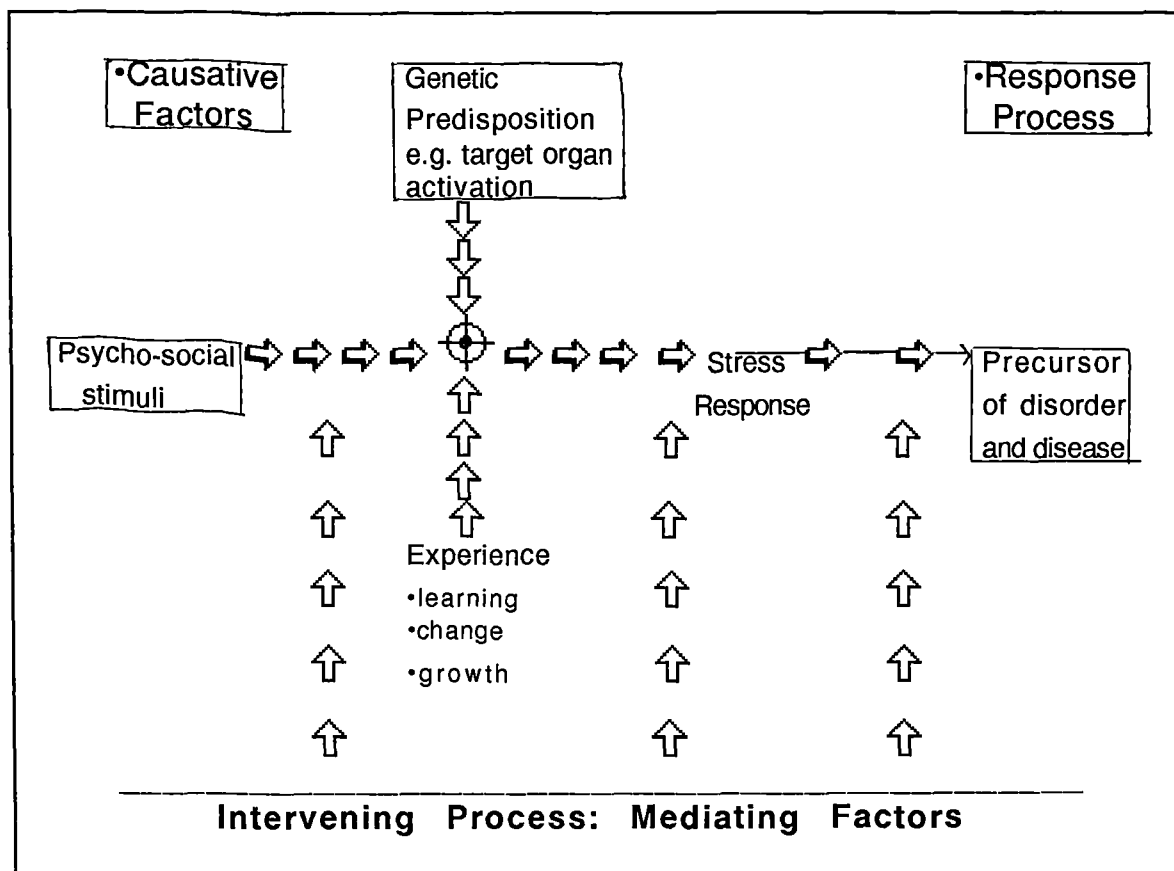 •Causative
Factors
Genetic
Predisposition
e.g. target organ
activation
•Response
Process
Psycho-social
stimuli
Stress
Response
Precursor
of disorder
and disease
Experience
•learning
•change
•growth
Intervening Process: Mediating Factors